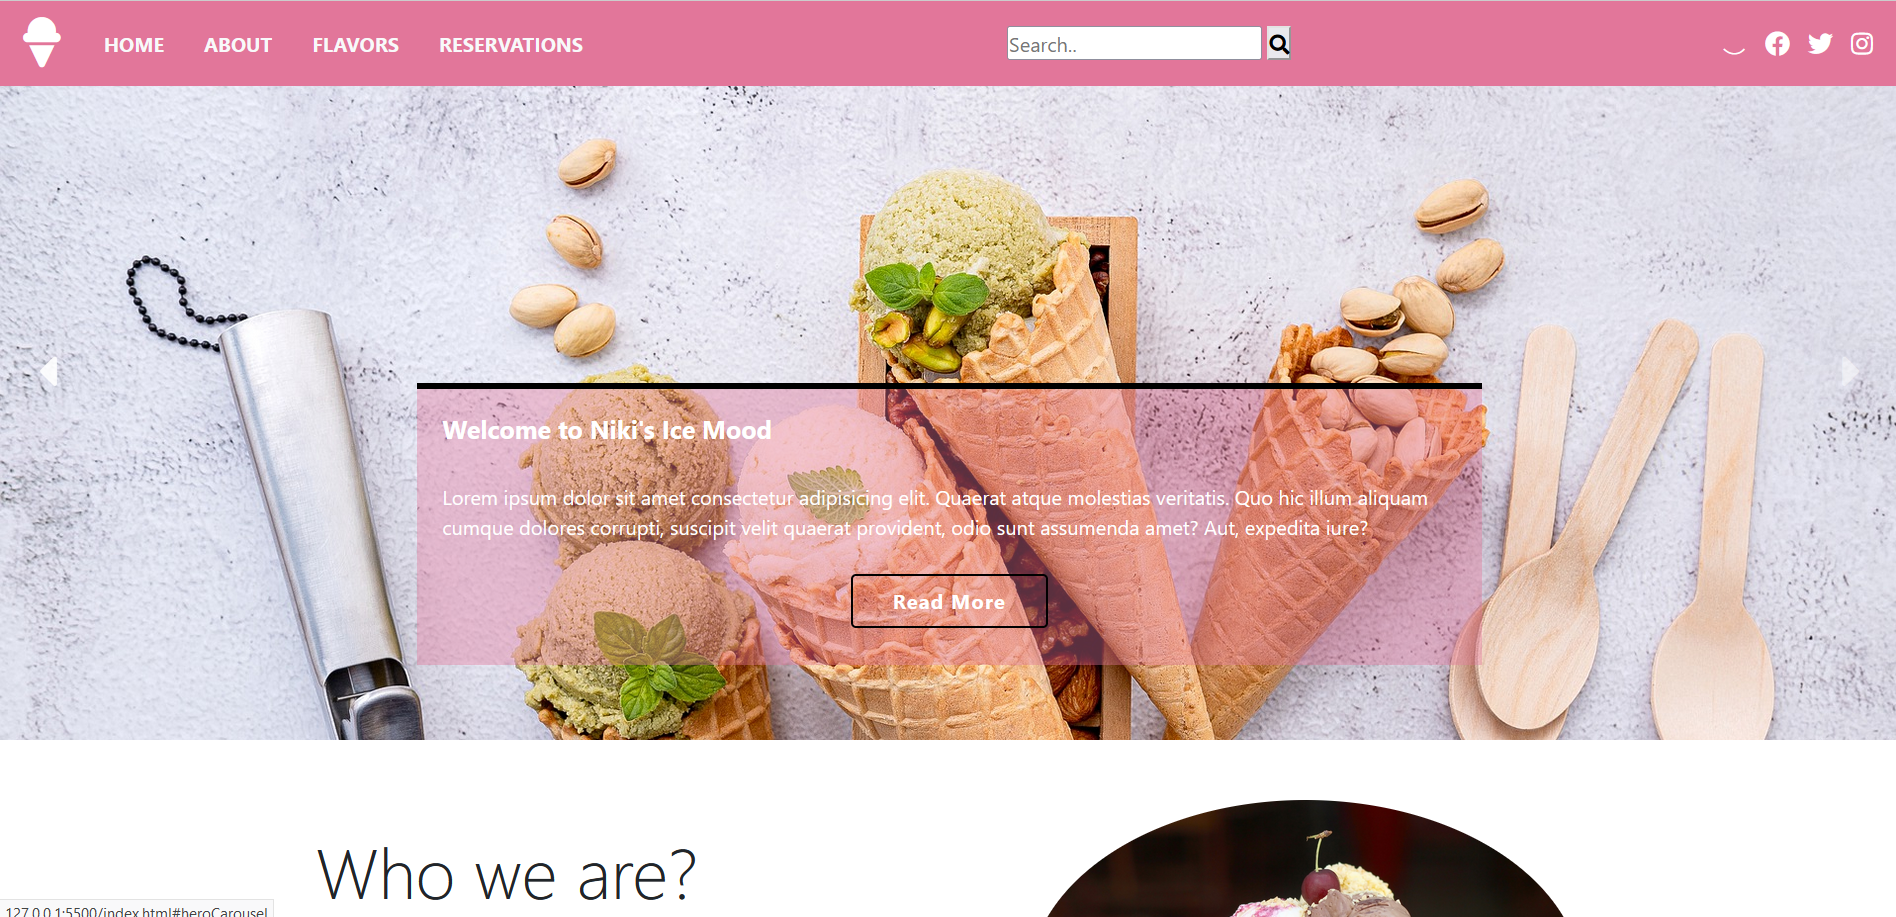 HOME ABOUT FLAVORS RESERVATIONS Search..
Welcome to Niki's Ice Mood
Lorem ipsum dolor sit amet consectetur adipisicing elit. Quaerat atque molestias veritatis. Quo hic illum aliquam
cumque dolores corrupti, suscipit velit quaerat provident, odio sunt assumenda amet? Aut, expedita iure?
Read More
Who we are?
127.0.0.1:5500/index.html#heroCarousel